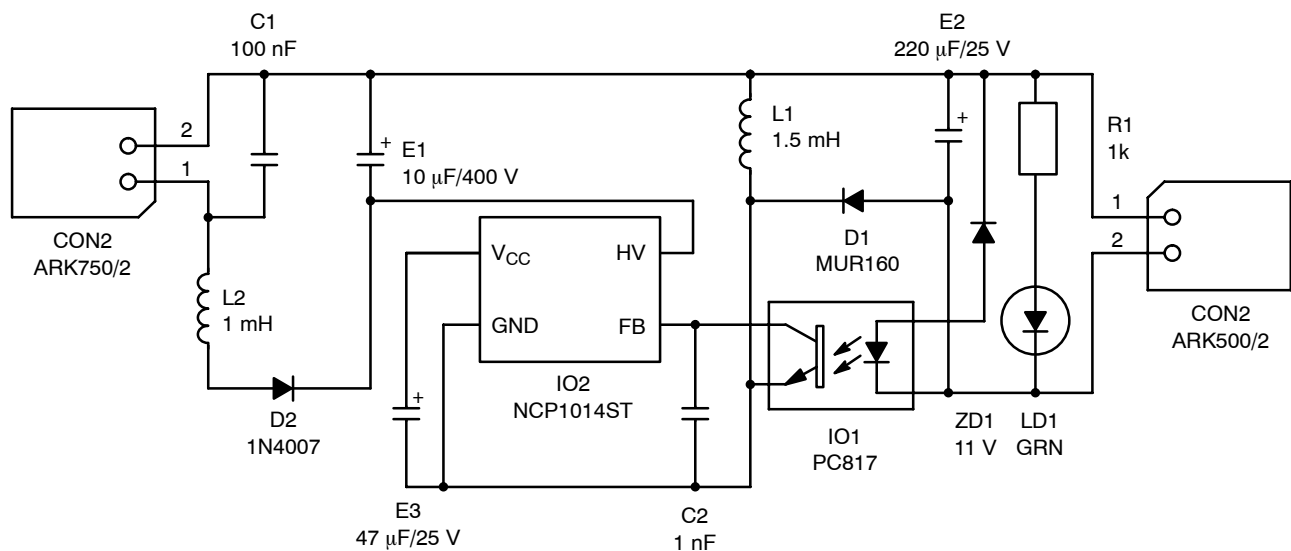 C1
100 nF
E2
220 μF/25 V
2
1
CON2
ARK750/2
+
E1
10 μF/400 V
L1
1.5 mH
+
R1
1k
1
2
CON2
ARK500/2
D1
MUR160
L2
1 mH
VCC
HV
GND
FB
IO2
NCP1014ST
D2
1N4007
+
E3
47 μF/25 V
C2
1 nF
IO1
PC817
ZD1
11 V
LD1
GRN